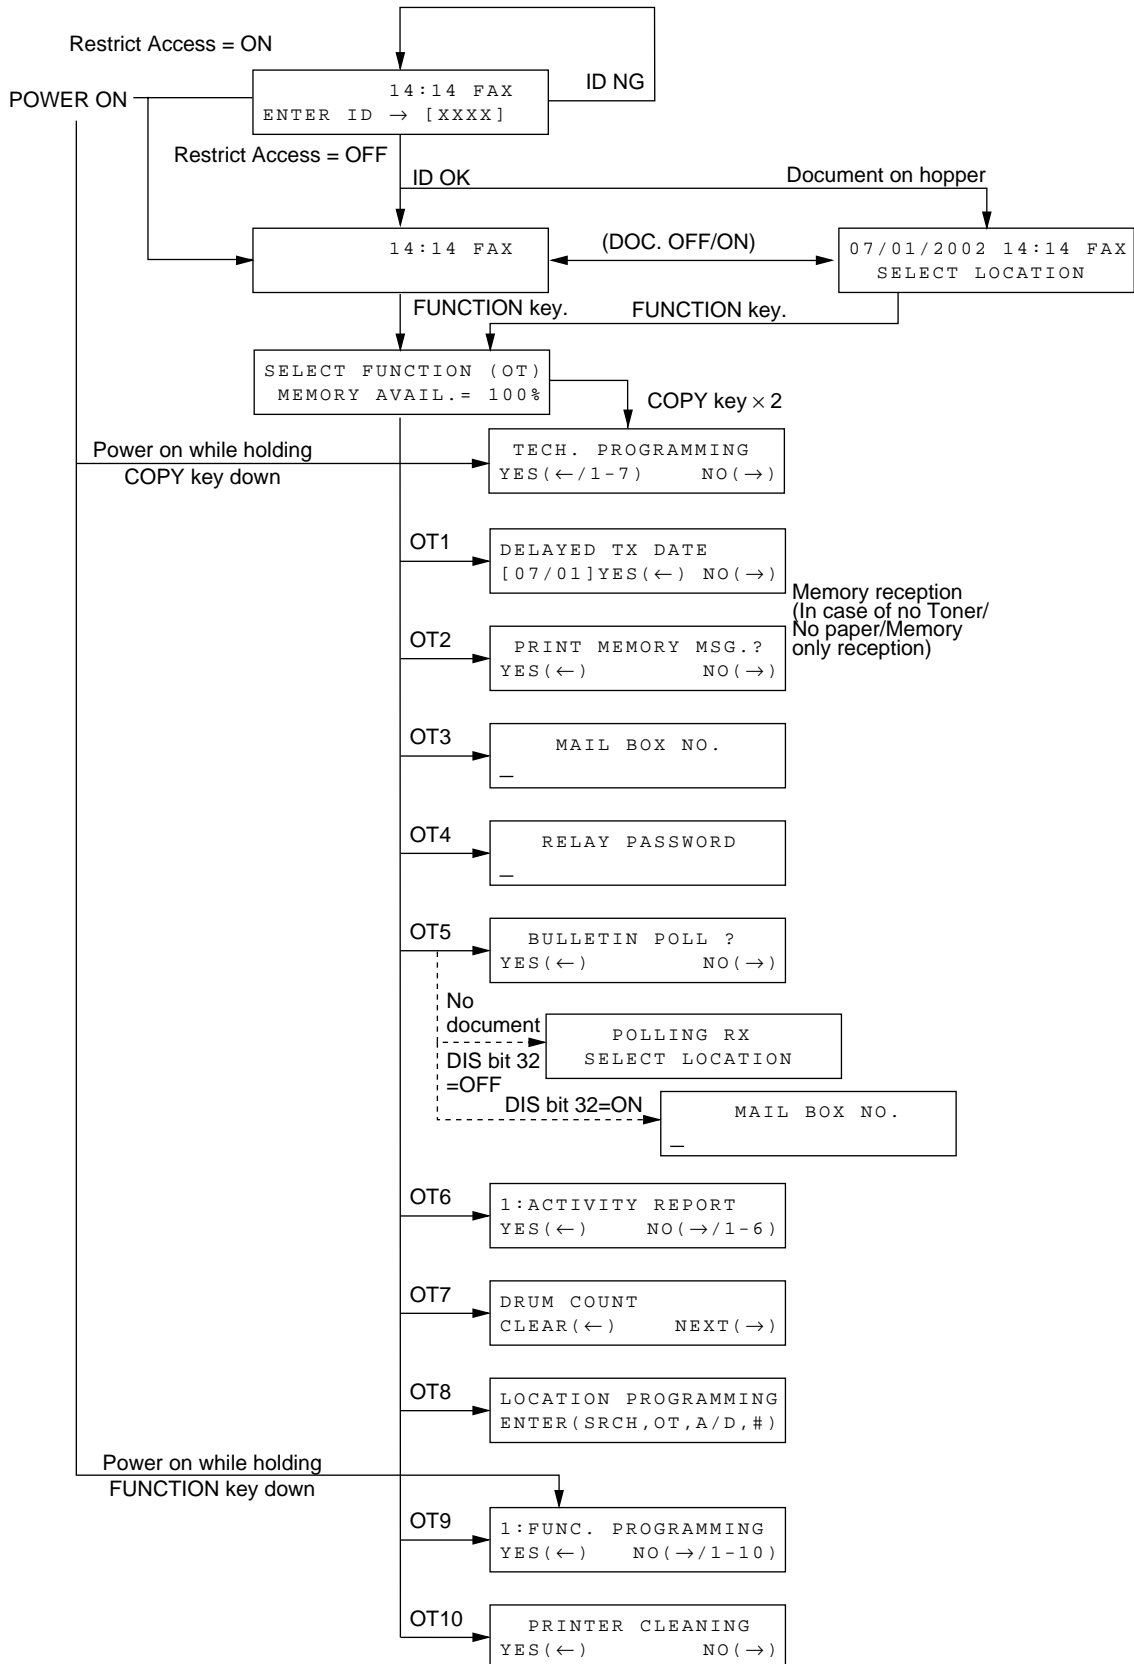 Restrict Access = ON
POWER ON
14:14 FAX
ENTER ID → [XXXX]
ID NG
Restrict Access = OFF
ID OK
Document on hopper
14:14 FAX
(DOC. OFF/ON)
07/01/2002 14:14 FAX
SELECT LOCATION
FUNCTION key.
FUNCTION key.
SELECT FUNCTION (OT)
MEMORY AVAIL.= 100%
COPY key × 2
Power on while holding
COPY key down
TECH. PROGRAMMING
YES(←/1-7) NO(→)
OT1
DELAYED TX DATE
[07/01]YES(←) NO(→)
Memory reception
(In case of no Toner/
No paper/Memory
only reception)
OT2
PRINT MEMORY MSG.?
YES(←) NO(→)
OT3
MAIL BOX NO.
_
OT4
RELAY PASSWORD
_
OT5
BULLETIN POLL ?
YES(←) NO(→)
No
document
POLLING RX
SELECT LOCATION
DIS bit 32
=OFF
DIS bit 32=ON
MAIL BOX NO.
_
OT6
1:ACTIVITY REPORT
YES(←) NO(→/1-6)
OT7
DRUM COUNT
CLEAR(←) NEXT(→)
OT8
LOCATION PROGRAMMING
ENTER(SRCH,OT,A/D,#)
Power on while holding
FUNCTION key down
OT9
1:FUNC. PROGRAMMING
YES(←) NO(→/1-10)
OT10
PRINTER CLEANING
YES(←) NO(→)